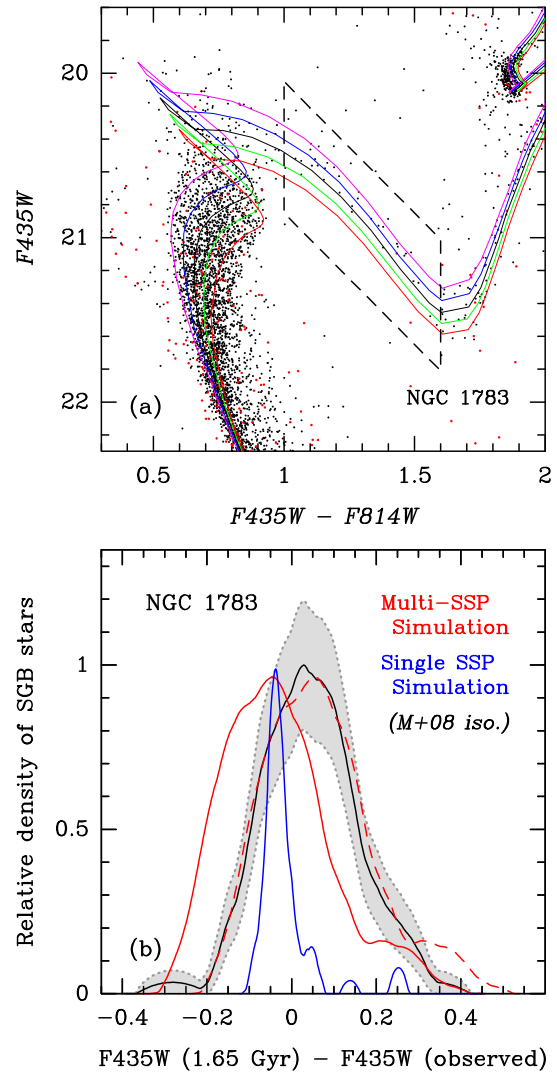 20
21
22
F435W
(a)
NGC 1783
0.5
1
1.5
2
F435W − F814W
NGC 1783
Multi−SSP
Simulation
Single SSP
Simulation
(M+08 iso.)
1
0.5
0
Relative density of SGB stars
(b)
−0.4
−0.2
0
0.2
0.4
F435W (1.65 Gyr) − F435W (observed)